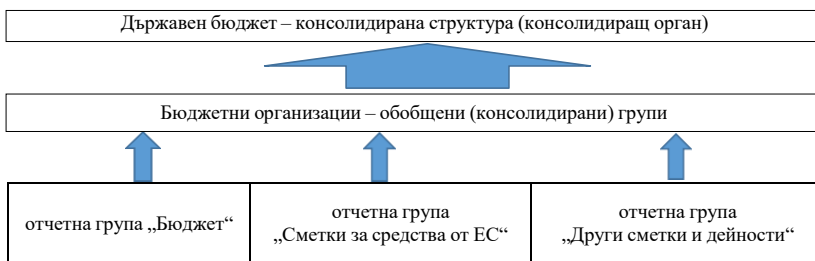 Държавен бюджет – консолидирана структура (консолидиращ орган)
Бюджетни организации – обобщени (консолидирани) групи
отчетна група „Бюджет“
отчетна група
„Сметки за средства от ЕС“
отчетна група
„Други сметки и дейности“